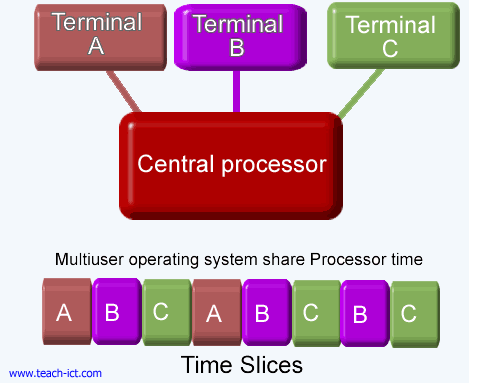 Terminal
A
Terminal
B
Terminal
C
Central processor
Multiuser operating system share Processor time
A B C A B C B C
Time Slices
www.teach-ict.com